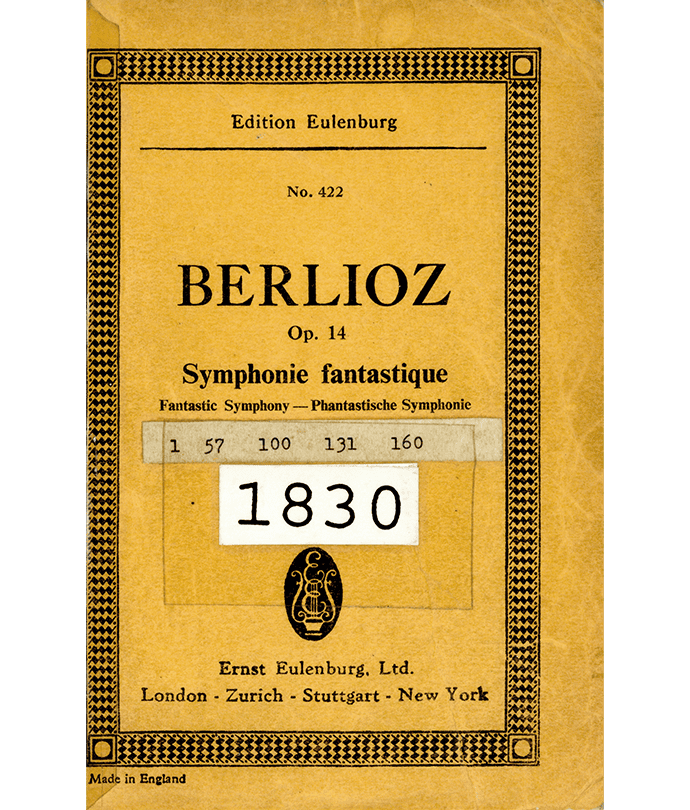 Edition Eulenburg
No. 422
BERLIOZ
Op. 14
Symphonie fantastique
Fantastic Symphony — Phantastische Symphonie
1 57 100 131 160
1830
Ernst Eulenburg, Ltd.
London - Zurich - Stuttgart - New York
Made in England